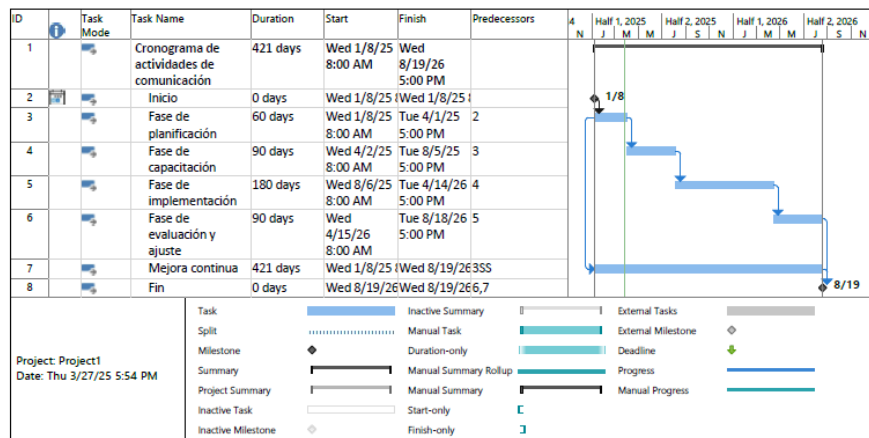 ID Task Mode Task Name Duration Start Finish Predecessors
4 Half 1, 2025 Half 2, 2025 Half 1, 2026 Half 2, 2026
N J M M J S N J M M J S N
1 Cronograma de actividades de comunicación 421 days Wed 1/8/25 8:00 AM Wed 8/19/26 5:00 PM
2 Inicio 0 days Wed 1/8/25 Wed 1/8/25
1/8
3 Fase de planificación 60 days Wed 1/8/25 8:00 AM Tue 4/1/25 5:00 PM 2
4 Fase de capacitación 90 days Wed 4/2/25 8:00 AM Tue 8/5/25 5:00 PM 3
5 Fase de implementación 180 days Wed 8/6/25 8:00 AM Tue 4/14/26 5:00 PM 4
6 Fase de evaluación y ajuste 90 days Wed 4/15/26 8:00 AM Tue 8/18/26 5:00 PM 5
7 Mejora continua 421 days Wed 1/8/25 Wed 8/19/26 3SS
8 Fin 0 days Wed 8/19/26 Wed 8/19/26 6,7
8/19
Project: Project1
Date: Thu 3/27/25 5:54 PM
Task
Split
Milestone
Summary
Project Summary
Inactive Task
Inactive Milestone
Inactive Summary
Manual Task
Duration-only
Manual Summary Rollup
Manual Summary
Start-only
Finish-only
External Tasks
External Milestone
Deadline
Progress
Manual Progress